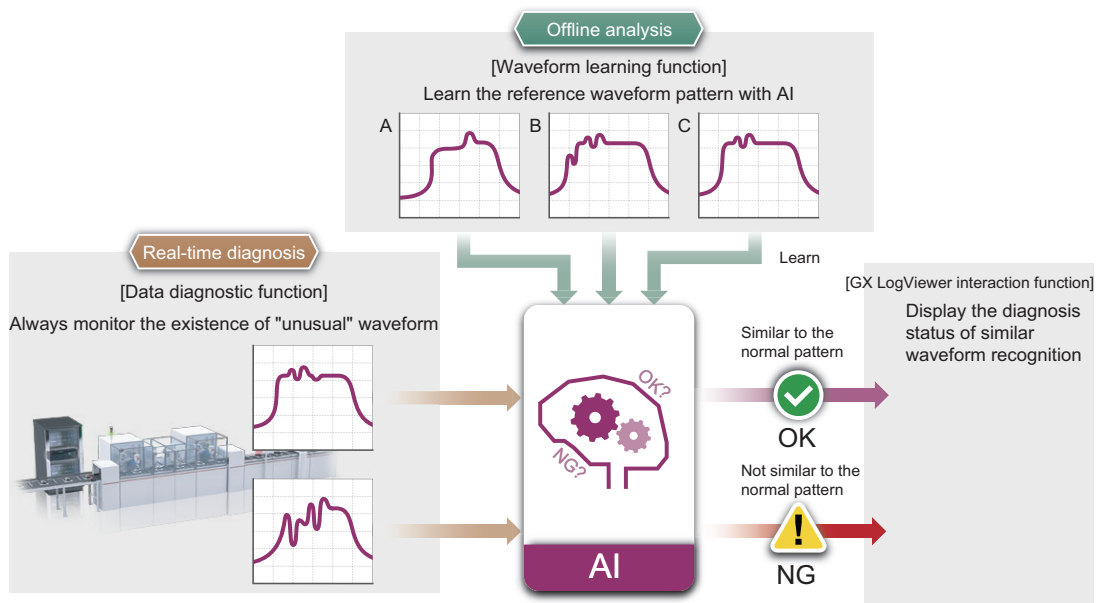 Offline analysis
[Waveform learning function]
Learn the reference waveform pattern with AI
A
B
C
Real-time diagnosis
[Data diagnostic function]
Always monitor the existence of "unusual" waveform
Learn
OK?
NG?
AI
Similar to the
normal pattern
OK
Not similar to the
normal pattern
!
NG
[GX LogViewer interaction function]
Display the diagnosis
status of similar
waveform recognition